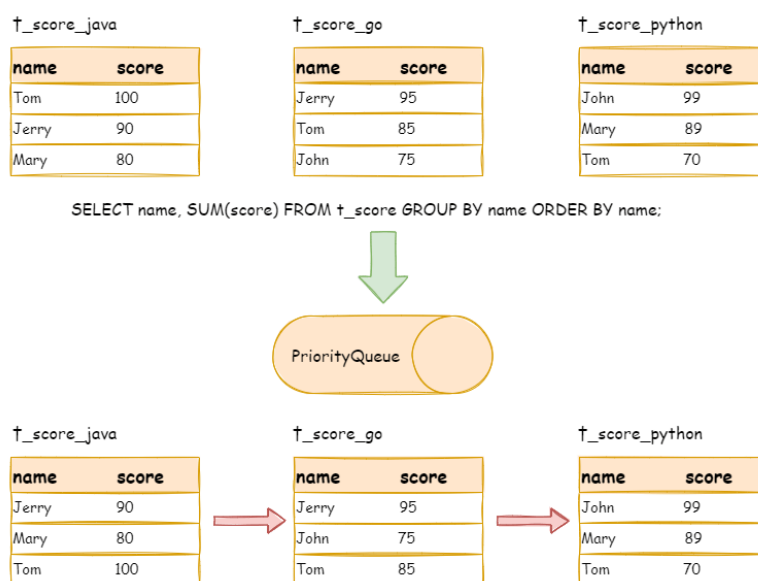 t_score_java t_score_go t_score_python
name score name score name score
Tom 100 Jerry 95 John 99
Jerry 90 Tom 85 Mary 89
Mary 80 John 75 Tom 70
SELECT name, SUM(score) FROM t_score GROUP BY name ORDER BY name;
PriorityQueue
t_score_java t_score_go t_score_python
name score name score name score
Jerry 90 Jerry 95 John 99
Mary 80 John 75 Mary 89
Tom 100 Tom 85 Tom 70